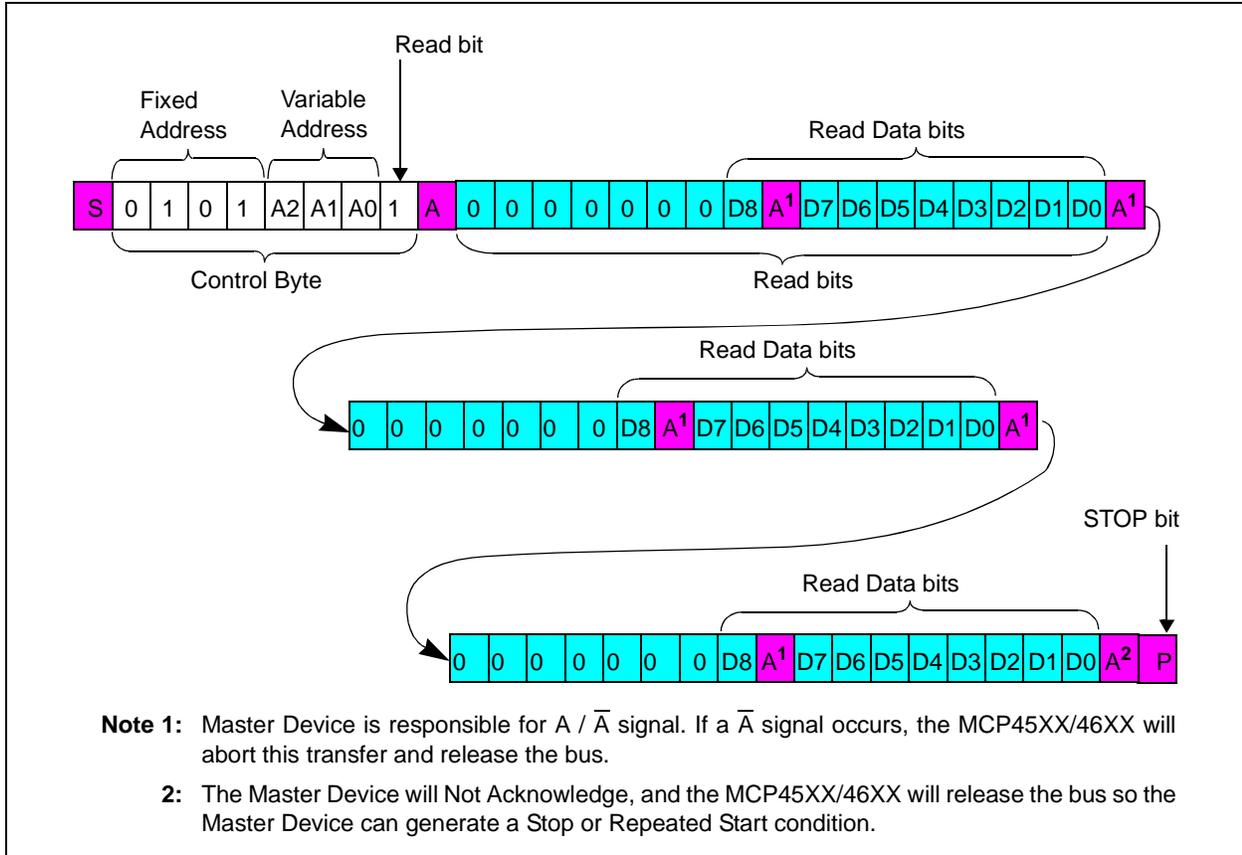 Read bit
Fixed Address
Variable Address
Read Data bits
S 0 1 0 1 A2 A1 A0 1 A 0 0 0 0 0 0 0 D8 A¹ D7 D6 D5 D4 D3 D2 D1 D0 A¹
Control Byte
Read bits
Read Data bits
0 0 0 0 0 0 0 D8 A¹ D7 D6 D5 D4 D3 D2 D1 D0 A¹
STOP bit
Read Data bits
0 0 0 0 0 0 0 D8 A¹ D7 D6 D5 D4 D3 D2 D1 D0 A² P
Note 1: Master Device is responsible for A / A̅ signal. If a A̅ signal occurs, the MCP45XX/46XX will
abort this transfer and release the bus.
2: The Master Device will Not Acknowledge, and the MCP45XX/46XX will release the bus so the
Master Device can generate a Stop or Repeated Start condition.